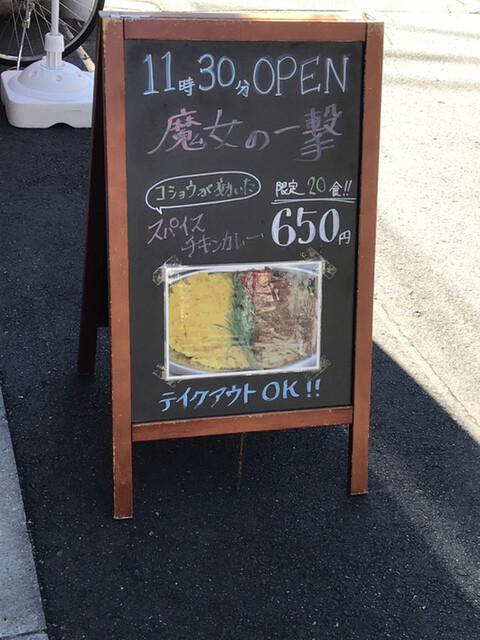 11時30分OPEN
魔女の一撃
コショウが効いた
限定20食!!
スパイス
チキンカレー
650円
テイクアウトOK!!